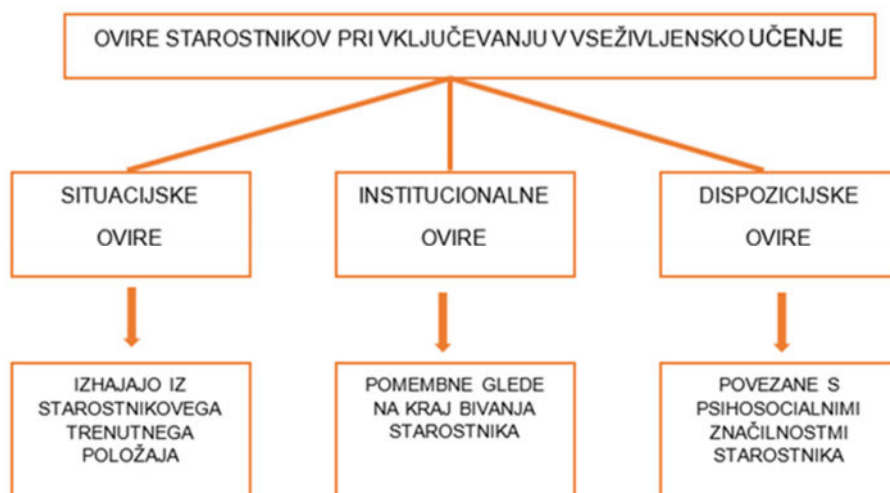 OVIRE STAROSTNIKOV PRI VKLJUČEVANJU V VSEŽIVLJENSKO UČENJE
SITUACIJSKE
OVIRE
INSTITUCIONALNE
OVIRE
DISPOZICIJSKE
OVIRE
IZHAJAJO IZ
STAROSTNIKOVEGA
TRENUTNEGA
POLOŽAJA
POMEMBNE GLEDE
NA KRAJ BIVANJA
STAROSTNIKA
POVEZANE S
PSIHOSOCIALNIMI
ZNAČILNOSTMI
STAROSTNIKA